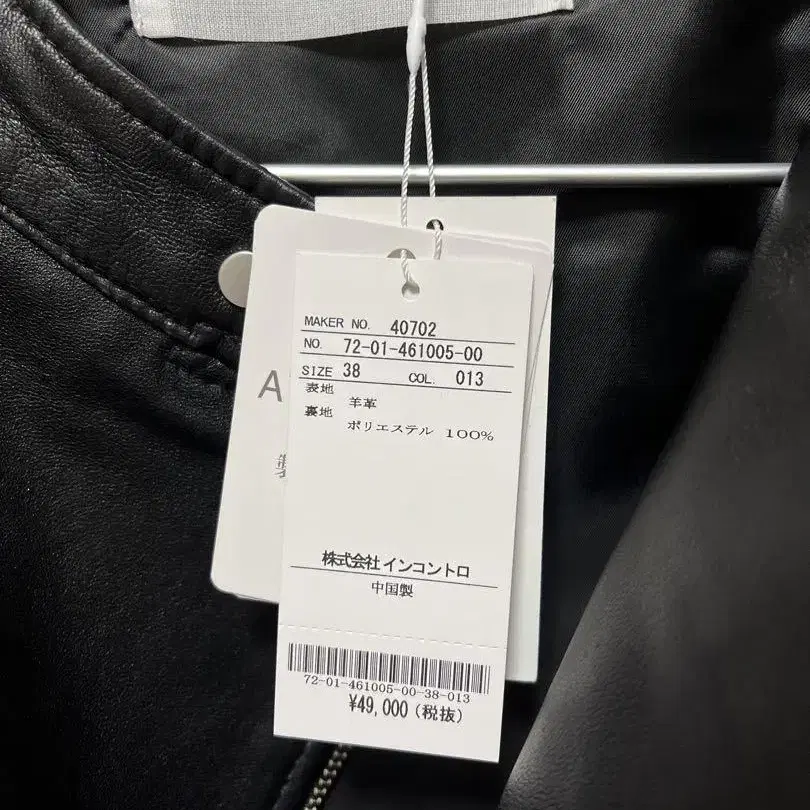 MAKER NO. 40702
NO. 72-01-461005-00
SIZE 38 COL. 013
表地
羊革
裏地
ポリエステル 100%
株式会社 インコントロ
中国製
72-01-461005-00-38-013
¥49,000 (税抜)
A